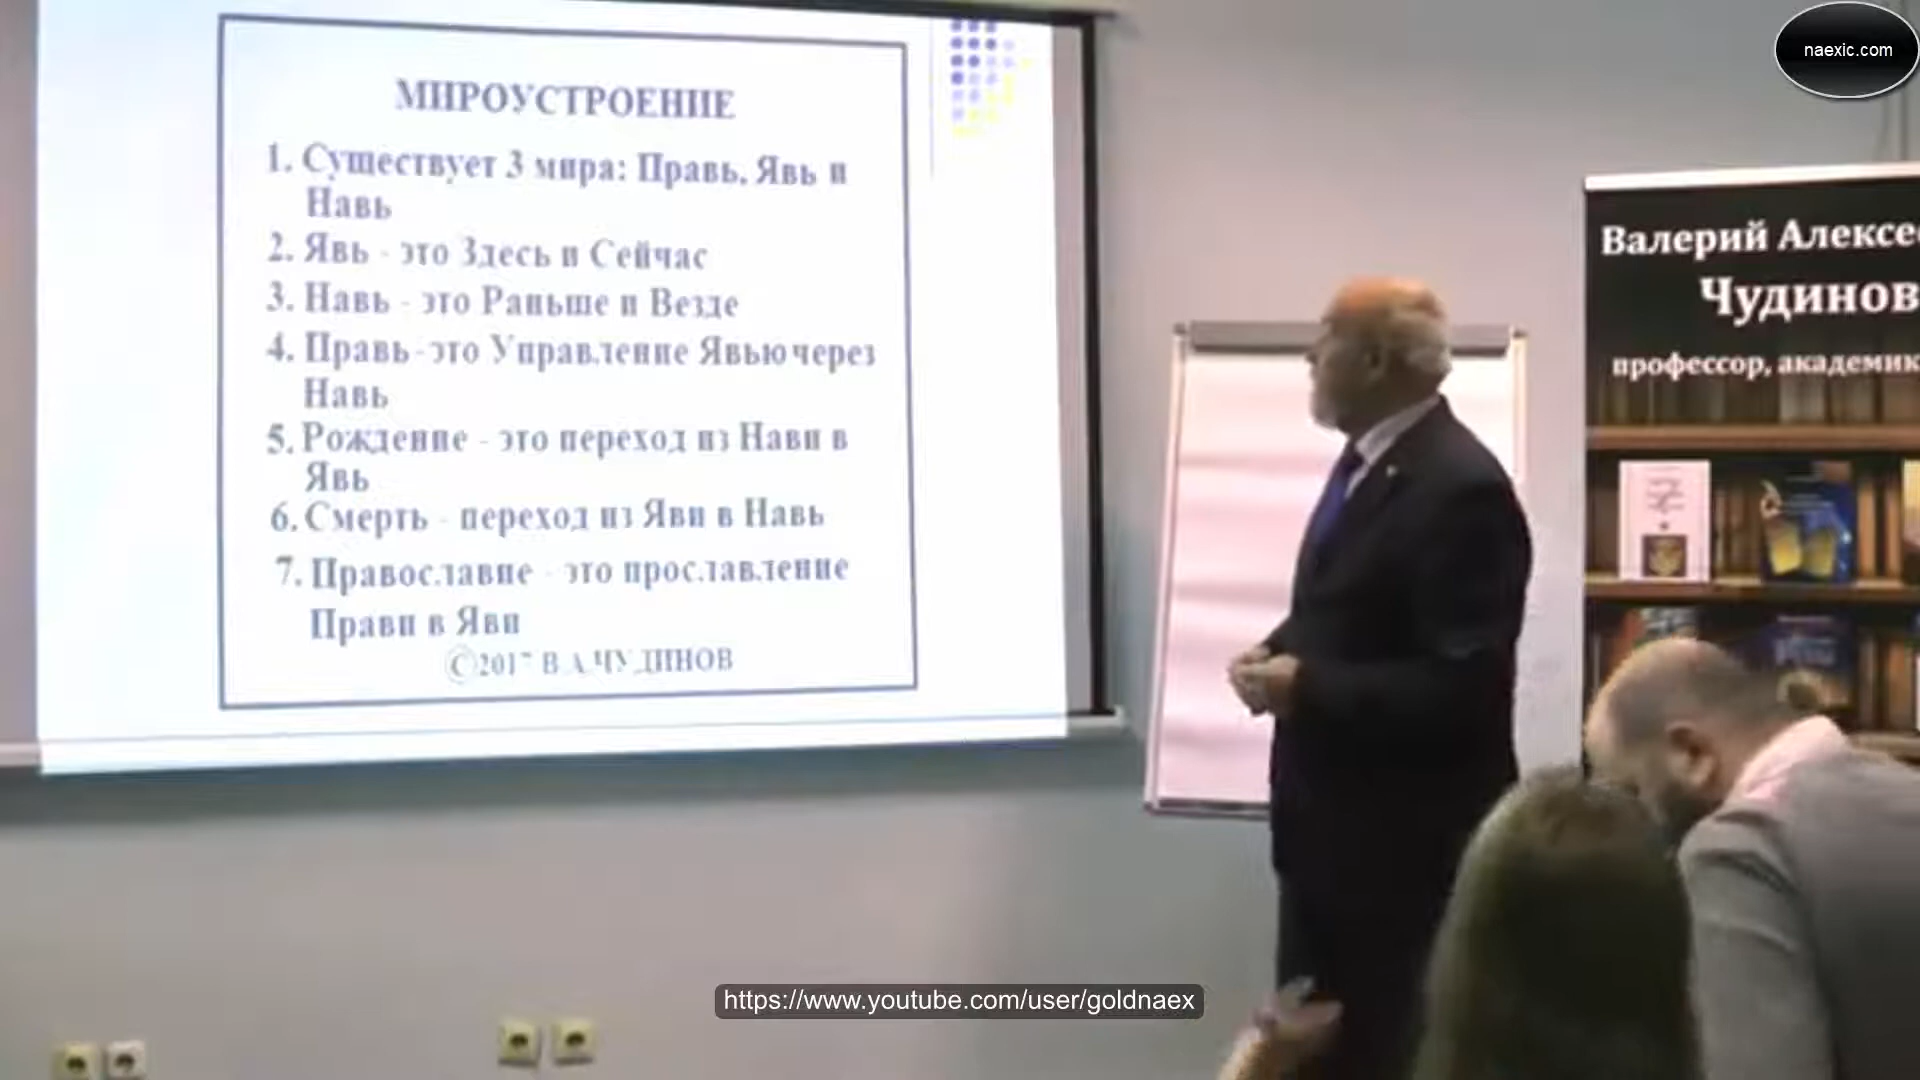 МИРОУСТРОЕНИЕ
1. Существует 3 мира: Правь, Явь и
Навь
2. Явь - это Здесь и Сейчас
3. Навь - это Раньше и Везде
4. Правь -это Управление Явью через
Навь
5. Рождение - это переход из Нави в
Явь
6. Смерть - переход из Яви в Навь
7. Православие - это прославление
Прави в Яви
©2017 В.А.ЧУДИНОВ
naexic.com
Валерий Алексе
Чудинов
профессор, академик
https://www.youtube.com/user/goldnaex